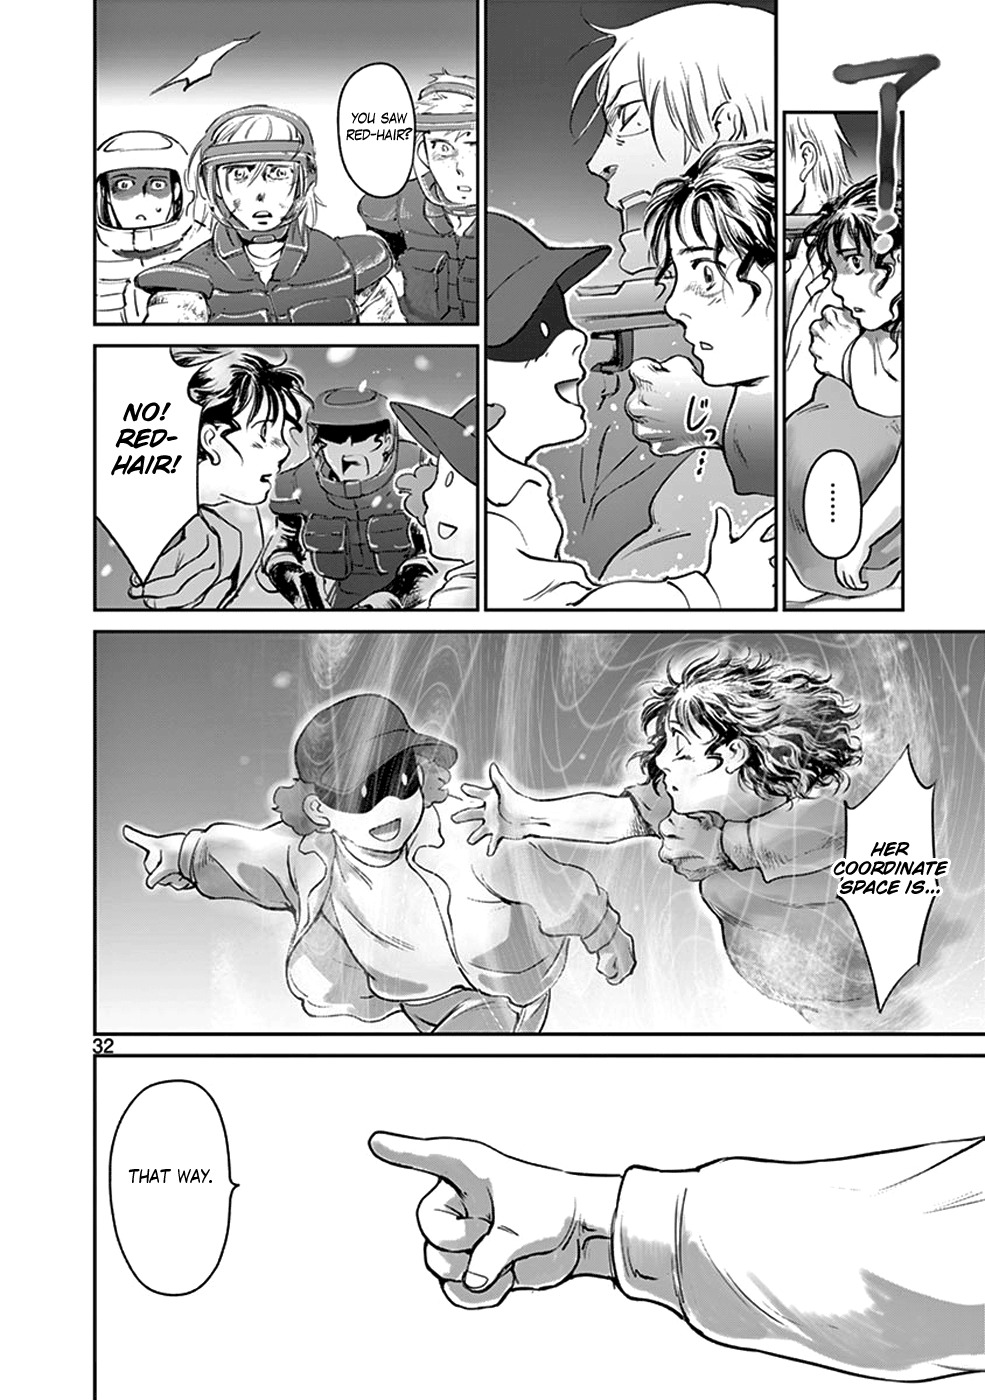 ア…
………
じっ…
YOU SAW
RED-HAIR?
NO!
RED-
HAIR!
HER
COORDINATE
SPACE IS...
32
THAT WAY.